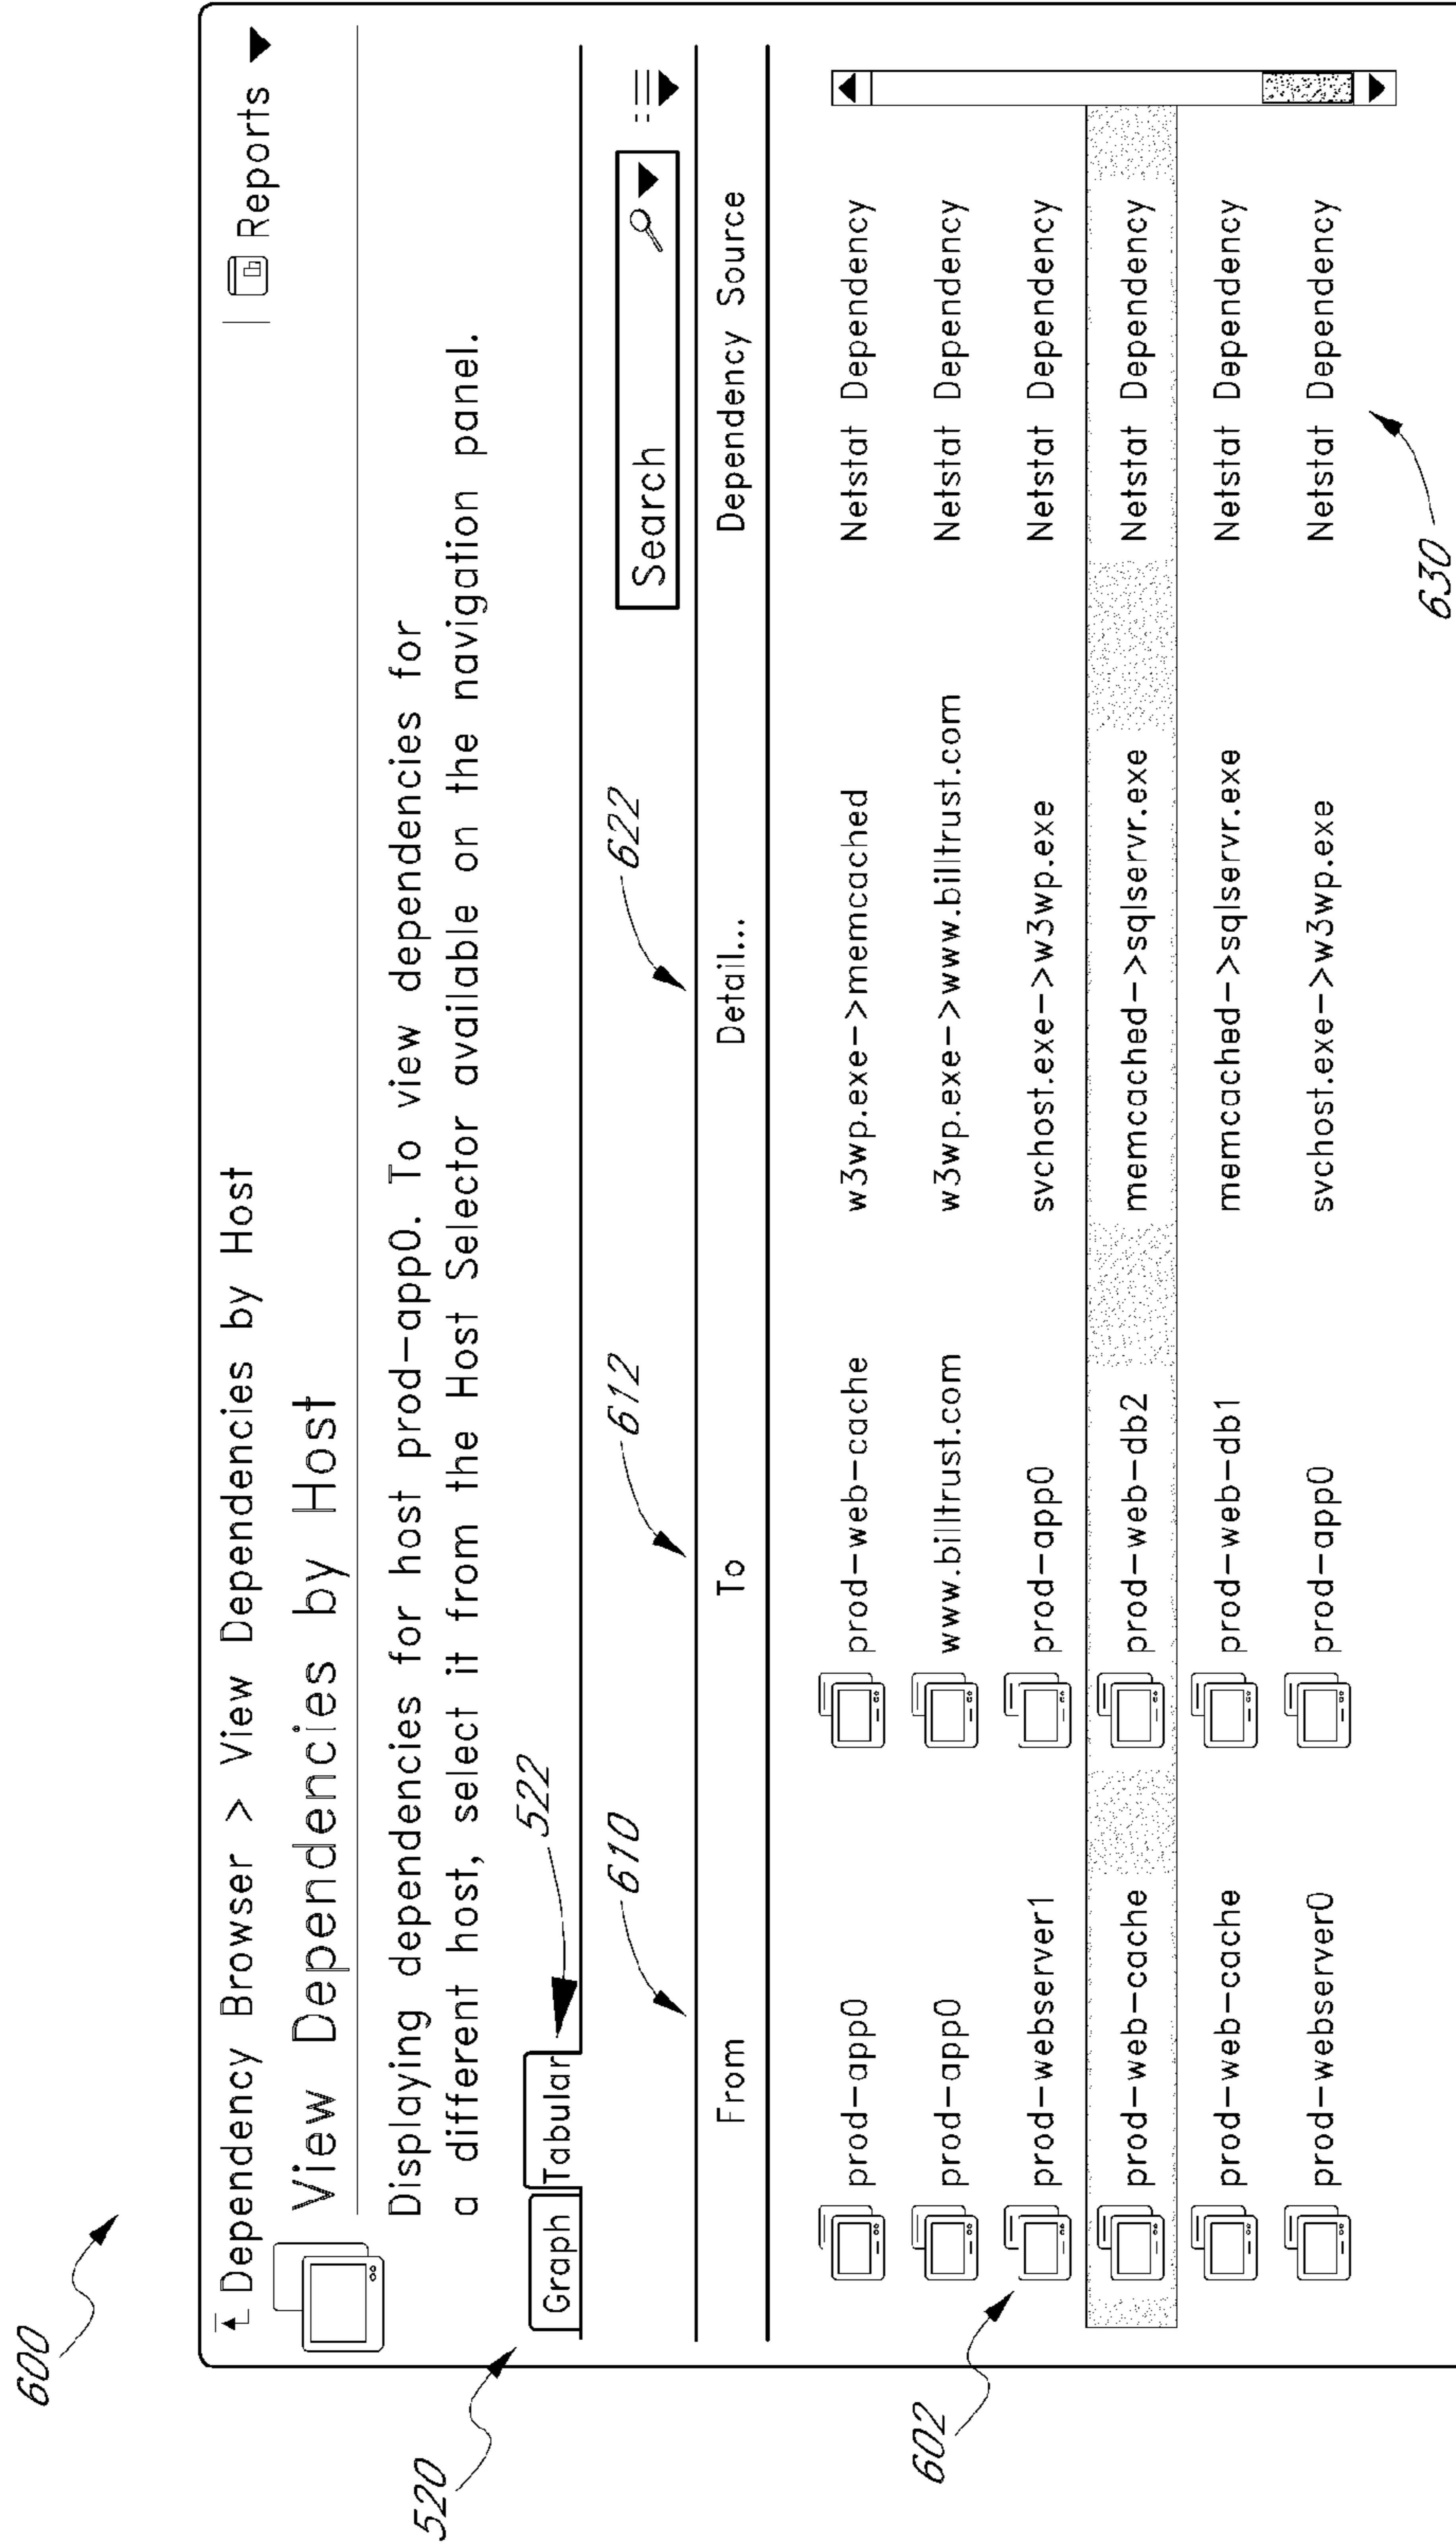 600
Dependency Browser > View Dependencies by Host
Reports
View Dependencies by Host
Displaying dependencies for host prod-app0. To view dependencies for
a different host, select it from the Host Selector available on the navigation panel.
520
Graph Tabular
522
610 612 622
Search
From To Detail... Dependency Source
prod-app0 prod-web-cache w3wp.exe->memcached Netstat Dependency
prod-app0 www.billtrust.com w3wp.exe->www.billtrust.com Netstat Dependency
602
prod-webserver1 prod-app0 svchost.exe->w3wp.exe Netstat Dependency
prod-web-cache prod-web-db2 memcached->sqlservr.exe Netstat Dependency
prod-web-cache prod-web-db1 memcached->sqlservr.exe Netstat Dependency
prod-webserver0 prod-app0 svchost.exe->w3wp.exe Netstat Dependency
630